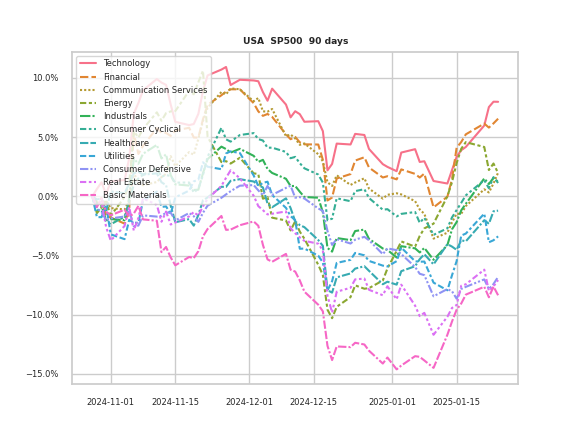 USA SP500 90 days
10.0%
5.0%
0.0%
−5.0%
−10.0%
−15.0%
Technology
Financial
Communication Services
Energy
Industrials
Consumer Cyclical
Healthcare
Utilities
Consumer Defensive
Real Estate
Basic Materials
2024-11-01 2024-11-15 2024-12-01 2024-12-15 2025-01-01 2025-01-15